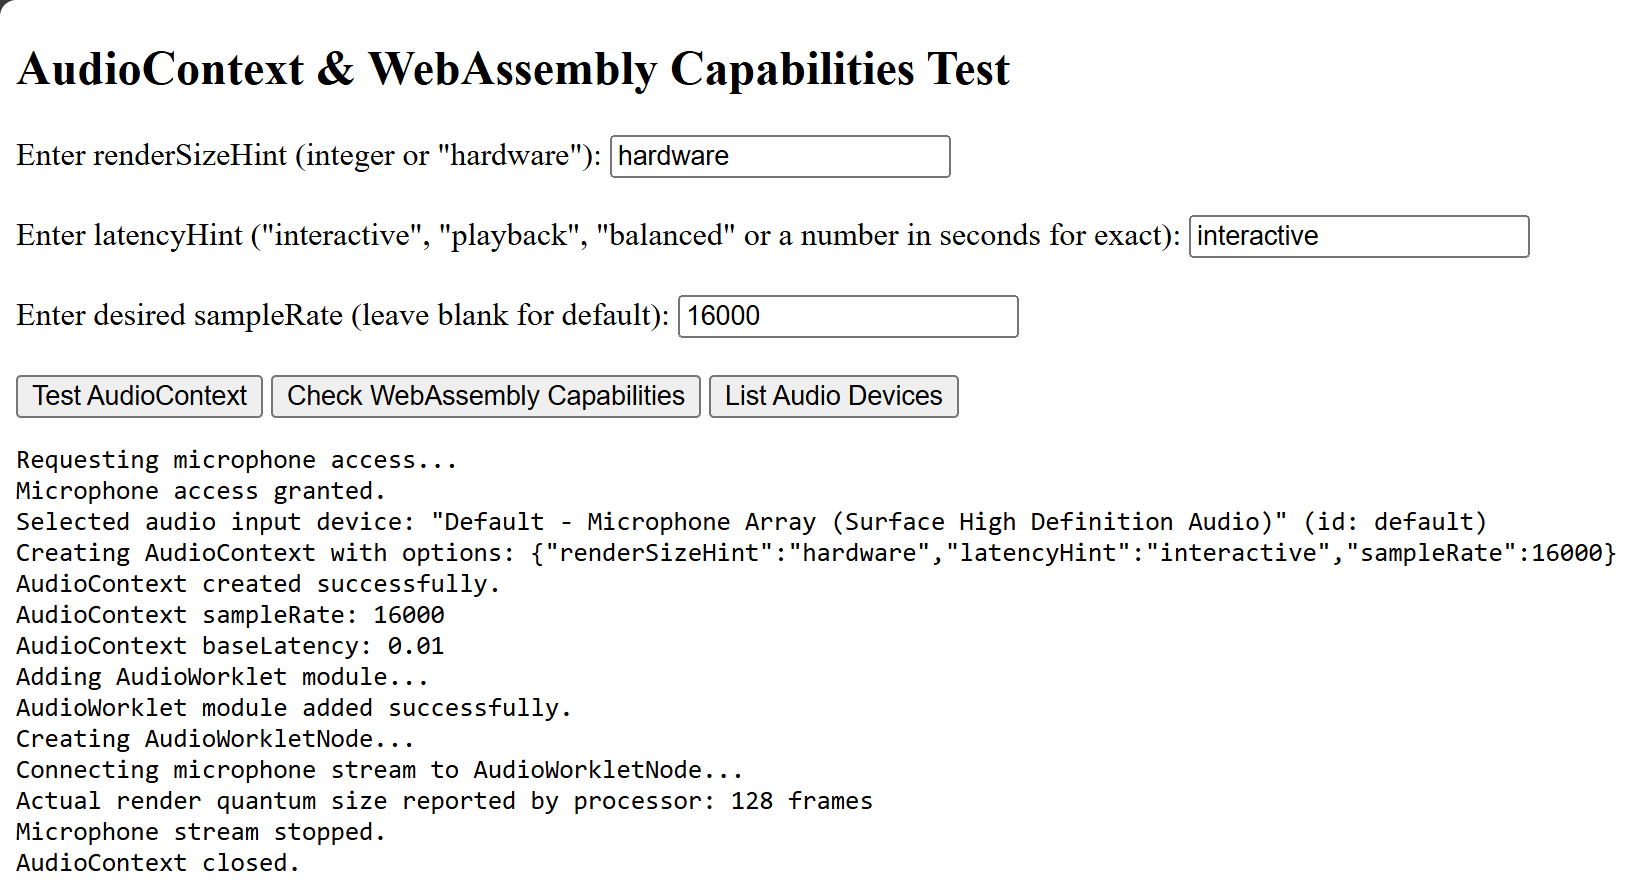 AudioContext & WebAssembly Capabilities Test
Enter renderSizeHint (integer or "hardware"): hardware
Enter latencyHint ("interactive", "playback", "balanced" or a number in seconds for exact): interactive
Enter desired sampleRate (leave blank for default): 16000
Test AudioContext Check WebAssembly Capabilities List Audio Devices
Requesting microphone access...
Microphone access granted.
Selected audio input device: "Default - Microphone Array (Surface High Definition Audio)" (id: default)
Creating AudioContext with options: {"renderSizeHint":"hardware","latencyHint":"interactive","sampleRate":16000}
AudioContext created successfully.
AudioContext sampleRate: 16000
AudioContext baseLatency: 0.01
Adding AudioWorklet module...
AudioWorklet module added successfully.
Creating AudioWorkletNode...
Connecting microphone stream to AudioWorkletNode...
Actual render quantum size reported by processor: 128 frames
Microphone stream stopped.
AudioContext closed.